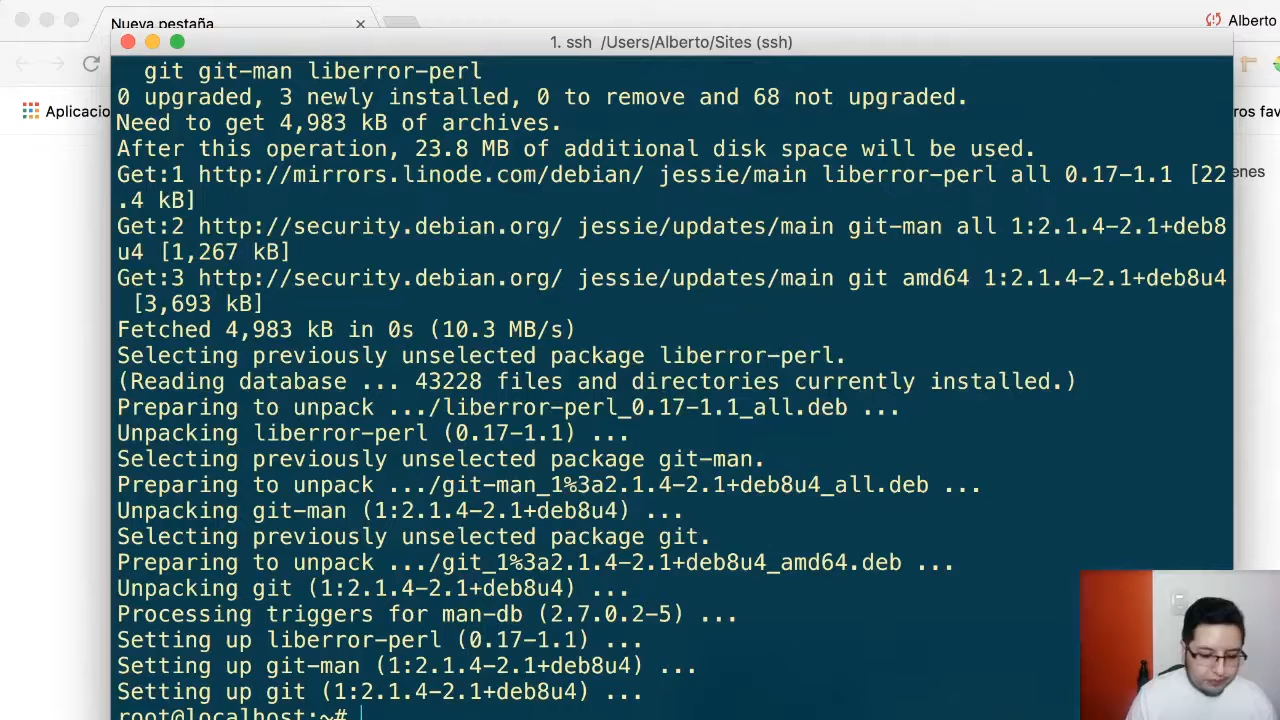 Nueva pestaña
Alberto
1. ssh /Users/Alberto/Sites (ssh)
Aplicacio
ros fav
enes
git git-man liberror-perl
0 upgraded, 3 newly installed, 0 to remove and 68 not upgraded.
Need to get 4,983 kB of archives.
After this operation, 23.8 MB of additional disk space will be used.
Get:1 http://mirrors.linode.com/debian/ jessie/main liberror-perl all 0.17-1.1 [22
.4 kB]
Get:2 http://security.debian.org/ jessie/updates/main git-man all 1:2.1.4-2.1+deb8
u4 [1,267 kB]
Get:3 http://security.debian.org/ jessie/updates/main git amd64 1:2.1.4-2.1+deb8u4
[3,693 kB]
Fetched 4,983 kB in 0s (10.3 MB/s)
Selecting previously unselected package liberror-perl.
(Reading database ... 43228 files and directories currently installed.)
Preparing to unpack .../liberror-perl_0.17-1.1_all.deb ...
Unpacking liberror-perl (0.17-1.1) ...
Selecting previously unselected package git-man.
Preparing to unpack .../git-man_1%3a2.1.4-2.1+deb8u4_all.deb ...
Unpacking git-man (1:2.1.4-2.1+deb8u4) ...
Selecting previously unselected package git.
Preparing to unpack .../git_1%3a2.1.4-2.1+deb8u4_amd64.deb ...
Unpacking git (1:2.1.4-2.1+deb8u4) ...
Processing triggers for man-db (2.7.0.2-5) ...
Setting up liberror-perl (0.17-1.1) ...
Setting up git-man (1:2.1.4-2.1+deb8u4) ...
Setting up git (1:2.1.4-2.1+deb8u4) ...
root@localhost:~#